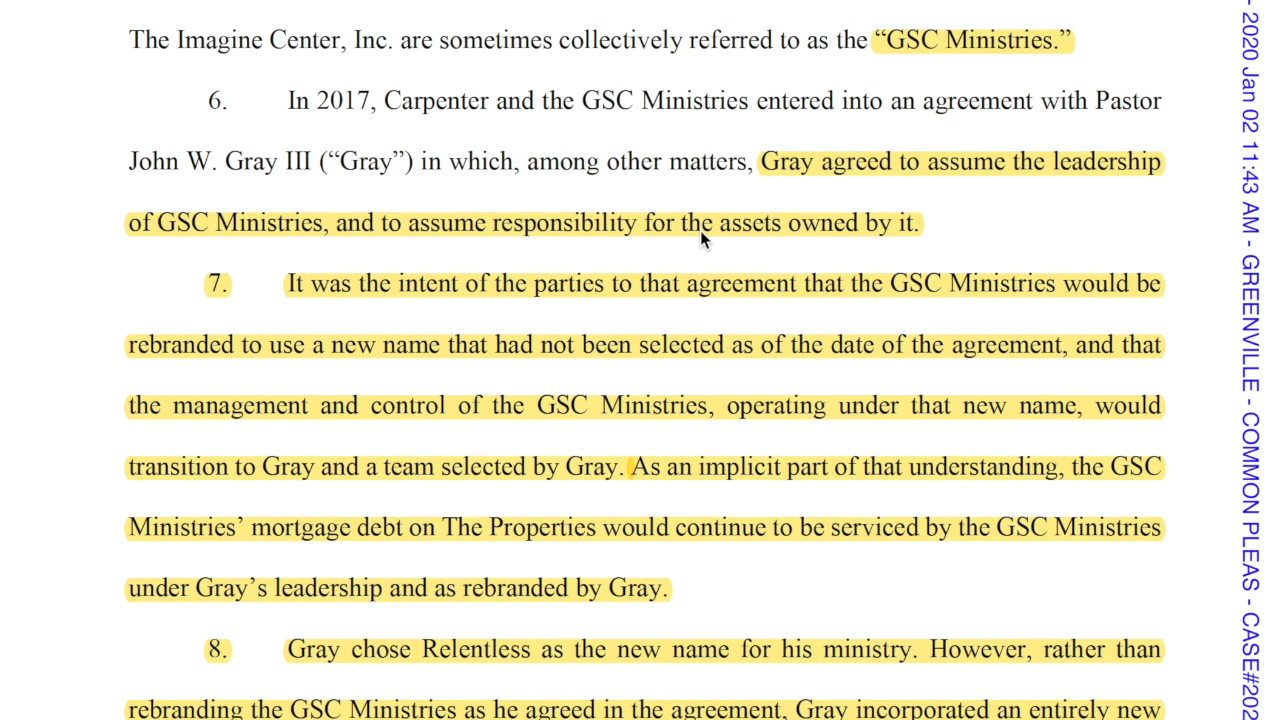 The Imagine Center, Inc. are sometimes collectively referred to as the “GSC Ministries.”
6. In 2017, Carpenter and the GSC Ministries entered into an agreement with Pastor
John W. Gray III (“Gray”) in which, among other matters, Gray agreed to assume the leadership
of GSC Ministries, and to assume responsibility for the assets owned by it.
7. It was the intent of the parties to that agreement that the GSC Ministries would be
rebranded to use a new name that had not been selected as of the date of the agreement, and that
the management and control of the GSC Ministries, operating under that new name, would
transition to Gray and a team selected by Gray. As an implicit part of that understanding, the GSC
Ministries’ mortgage debt on The Properties would continue to be serviced by the GSC Ministries
under Gray’s leadership and as rebranded by Gray.
8. Gray chose Relentless as the new name for his ministry. However, rather than
rebranding the GSC Ministries as he agreed in the agreement, Gray incorporated an entirely new
- 2020 Jan 02 11:43 AM - GREENVILLE - COMMON PLEAS - CASE#202